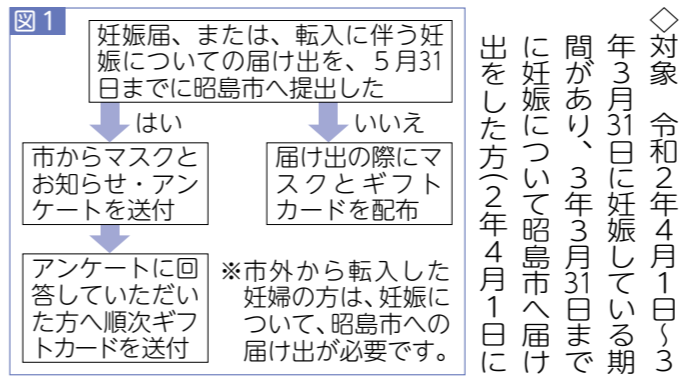 ◇対象 令和2年4月1日～3
年3月31日に妊娠している期
間があり、3年3月31日まで
に妊娠について昭島市へ届け
出をした方(2年4月1日に
図1
妊娠届、または、転入に伴う妊
娠についての届け出を、5月31
日までに昭島市へ提出した
はい
いいえ
市からマスクと
お知らせ・アン
ケートを送付
届け出の際にマ
スクとギフト
カードを配布
アンケートに回
答していただい
た方へ順次ギフ
トカードを送付
※市外から転入した
妊婦の方は、妊娠に
ついて、昭島市への
届け出が必要です。